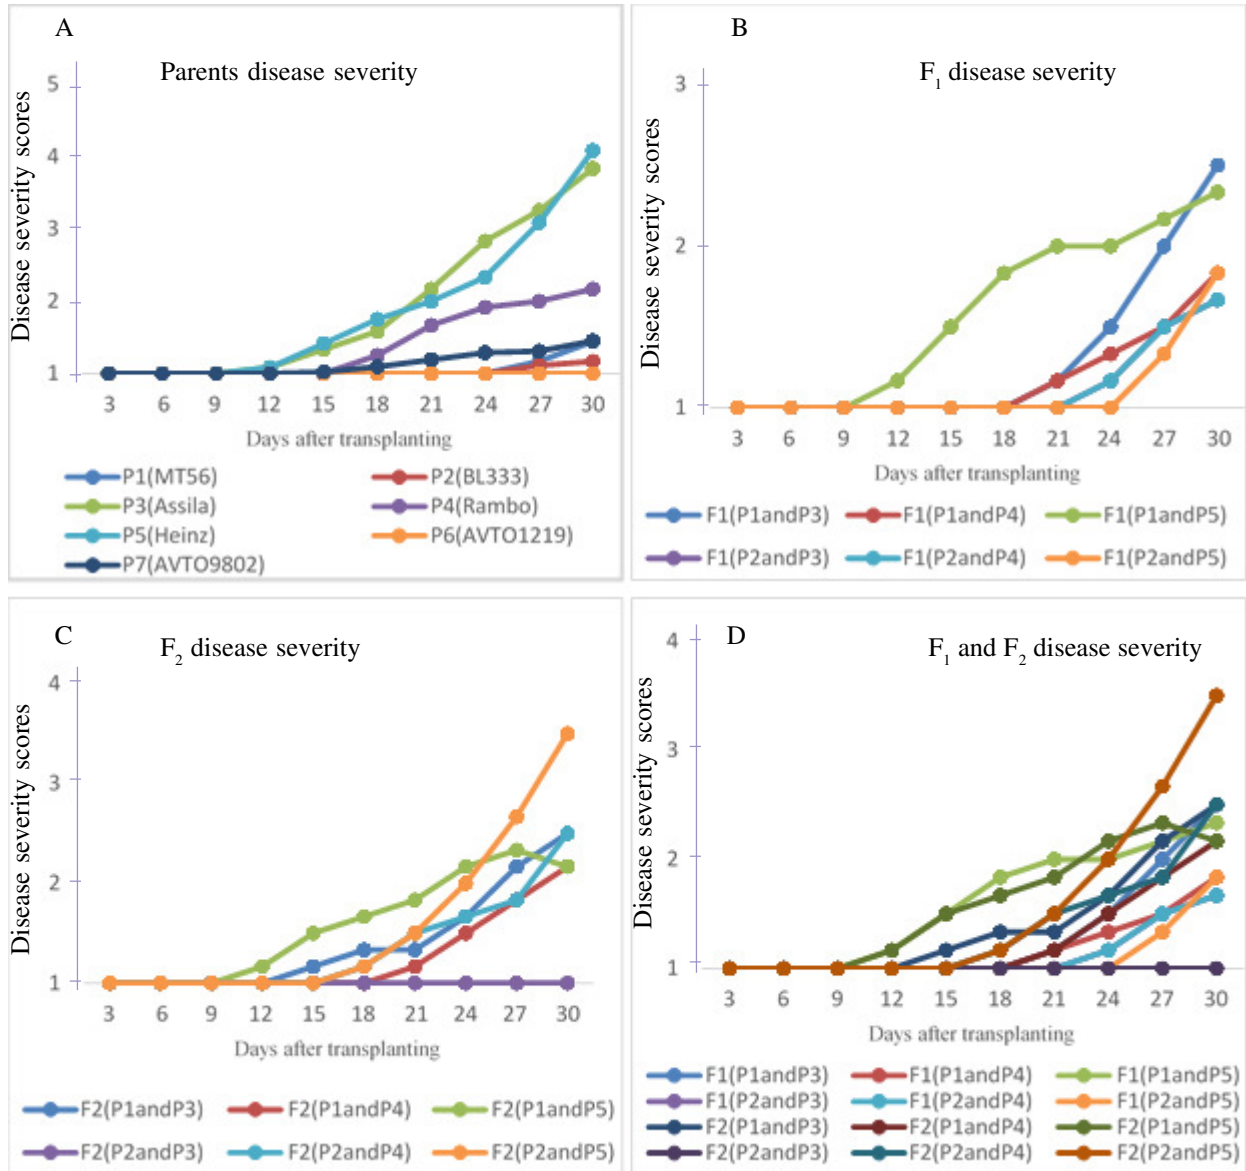 A
Parents disease severity
Disease severity scores
5
4
3
2
1
3 6 9 12 15 18 21 24 27 30
Days after transplanting
P1(MT56) P2(BL333)
P3(Assila) P4(Rambo)
P5(Heinz) P6(AVTO1219)
P7(AVTO9802)
B
F1 disease severity
Disease severity scores
3
2
1
3 6 9 12 15 18 21 24 27 30
Days after transplanting
F1(P1andP3) F1(P1andP4) F1(P1andP5)
F1(P2andP3) F1(P2andP4) F1(P2andP5)
C
F2 disease severity
Disease severity scores
4
3
2
1
3 6 9 12 15 18 21 24 27 30
Days after transplanting
F2(P1andP3) F2(P1andP4) F2(P1andP5)
F2(P2andP3) F2(P2andP4) F2(P2andP5)
D
F1 and F2 disease severity
Disease severity scores
4
3
2
1
3 6 9 12 15 18 21 24 27 30
Days after transplanting
F1(P1andP3) F1(P1andP4) F1(P1andP5)
F1(P2andP3) F1(P2andP4) F1(P2andP5)
F2(P1andP3) F2(P1andP4) F2(P1andP5)
F2(P2andP3) F2(P2andP4) F2(P2andP5)